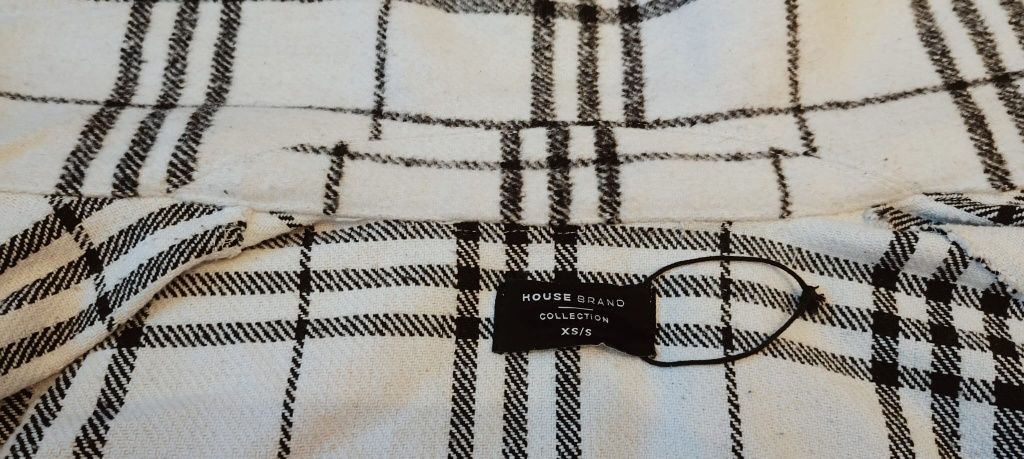 HOUSE BRAND
COLLECTION
XS/S